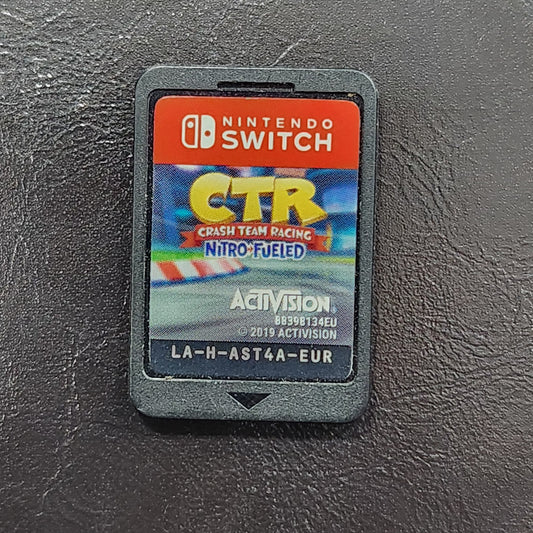 NINTENDO
SWITCH
CTR
CRASH TEAM RACING
NITRO FUELED
ACTIVISION
88398134EU
© 2019 ACTIVISION
LA-H-AST4A-EUR